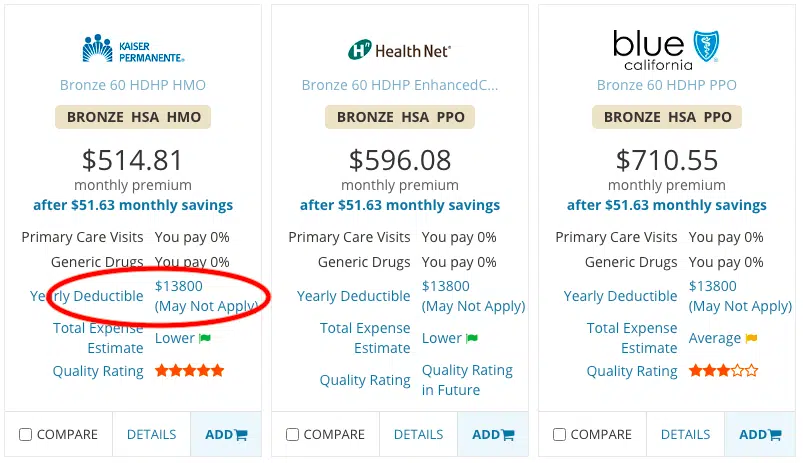 KAISER
PERMANENTE®
Bronze 60 HDHP HMO
BRONZE HSA HMO
$514.81
monthly premium
after $51.63 monthly savings
Primary Care Visits You pay 0%
Generic Drugs You pay 0%
Yearly Deductible $13800
(May Not Apply)
Total Expense
Estimate Lower
Quality Rating
COMPARE DETAILS ADD
Hn Health Net®
Bronze 60 HDHP EnhancedC...
BRONZE HSA PPO
$596.08
monthly premium
after $51.63 monthly savings
Primary Care Visits You pay 0%
Generic Drugs You pay 0%
Yearly Deductible $13800
(May Not Apply)
Total Expense
Estimate Lower
Quality Rating Quality Rating
in Future
COMPARE DETAILS ADD
blue
california
Bronze 60 HDHP PPO
BRONZE HSA PPO
$710.55
monthly premium
after $51.63 monthly savings
Primary Care Visits You pay 0%
Generic Drugs You pay 0%
Yearly Deductible $13800
(May Not Apply)
Total Expense
Estimate Average
Quality Rating
COMPARE DETAILS ADD